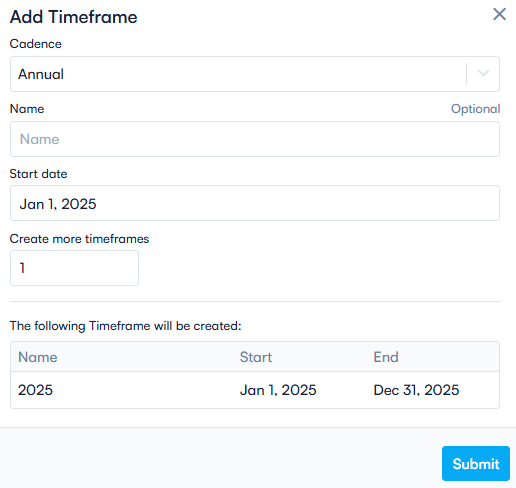 Add Timeframe
Cadence
Annual
Name Optional
Name
Start date
Jan 1, 2025
Create more timeframes
1
The following Timeframe will be created:
Name Start End
2025 Jan 1, 2025 Dec 31, 2025
Submit